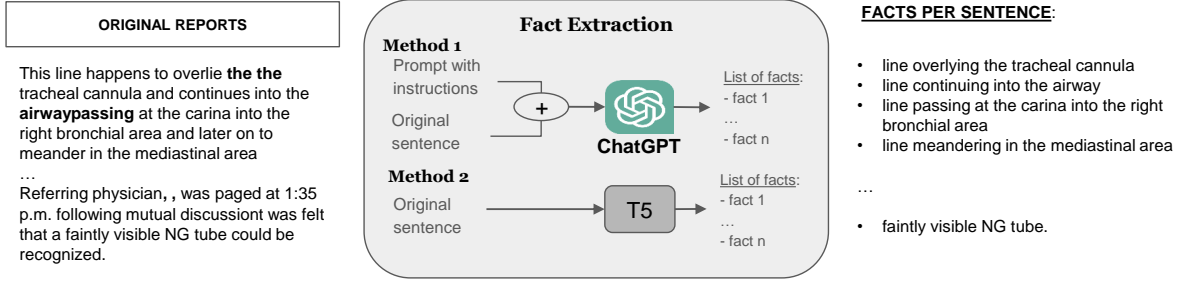 ORIGINAL REPORTS
This line happens to overlie the the
tracheal cannula and continues into the
airwaypassing at the carina into the
right bronchial area and later on to
meander in the mediastinal area
…
Referring physician, , was paged at 1:35
p.m. following mutual discussiont was felt
that a faintly visible NG tube could be
recognized.
Fact Extraction
Method 1
Prompt with
instructions
Original
sentence
+
ChatGPT
List of facts:
- fact 1
…
- fact n
Method 2
Original
sentence
T5
List of facts:
- fact 1
…
- fact n
FACTS PER SENTENCE:
• line overlying the tracheal cannula
• line continuing into the airway
• line passing at the carina into the right
bronchial area
• line meandering in the mediastinal area
…
• faintly visible NG tube.